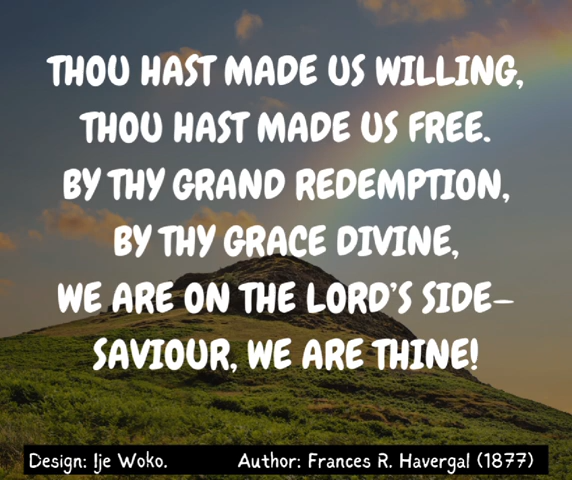 THOU HAST MADE US WILLING,
THOU HAST MADE US FREE.
BY THY GRAND REDEMPTION,
BY THY GRACE DIVINE,
WE ARE ON THE LORD'S SIDE—
SAVIOUR, WE ARE THINE!
Design: Ije Woko. Author: Frances R. Havergal (1877)